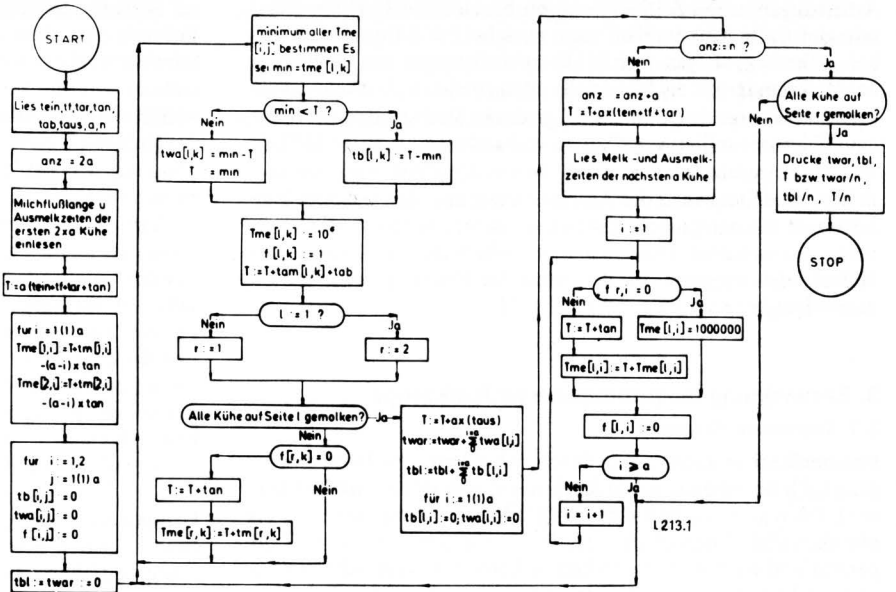 START
Lies tein,tf,tar,tan,
tab,taus,a,n
anz = 2a
Milchflußlänge u
Ausmelkzeiten der
ersten 2xa Kühe
einlesen
T:=a(tein+tf+tar+tan)
fur i = 1(1)a
Tme[1,i]=T+tm[1,i]
-(a-i)x tan
Tme[2,i]=T+tm[2,i]
-(a-i)x tan
fur i := 1,2
j := 1(1)a
tb[i,j] := 0
twa[i,j] := 0
f[i,j] := 0
tbl := twar := 0
minimum aller Tme
[i,j] bestimmen Es
sei min = tme [l,k]
min < T ?
Nein
Ja
twa[l,k] = min - T
T = min
tb[l,k] := T-min
Tme[l,k] := 10
f[l,k] := 1
T:=T+tam[l,k]+tab
l := 1 ?
Nein
Ja
r := 1
r := 2
Alle Kühe auf Seite l gemolken?
Ja
Nein
f[r,k] = 0
Nein
T := T+tan
Tme[r,k] := T+tm[r,k]
T := T+ax(taus)
twar:=twar+ twa[l,i]
tbl:=tbl+ tb[l,i]
für i := 1(1)a
tb[l,i]:=0; twa[l,i]:=0
anz:=n ?
Nein
Ja
anz =anz+a
T =T+ax(tein+tf+tar)
Lies Melk-und Ausmelk-
zeiten der nachsten a Kühe
i := 1
f r,i = 0
Nein
Ja
T:=T+tan
Tme[l,i]=1000000
Tme[l,i]:=T+Tme[l,i]
f[l,i] :=0
i ⩾ a
Nein
Ja
i = i+1
Alle Kühe auf
Seite r gemolken?
Nein
Ja
Drucke twar, tbl,
T bzw twar/n,
tbl/n, T/n
STOP
L 213.1